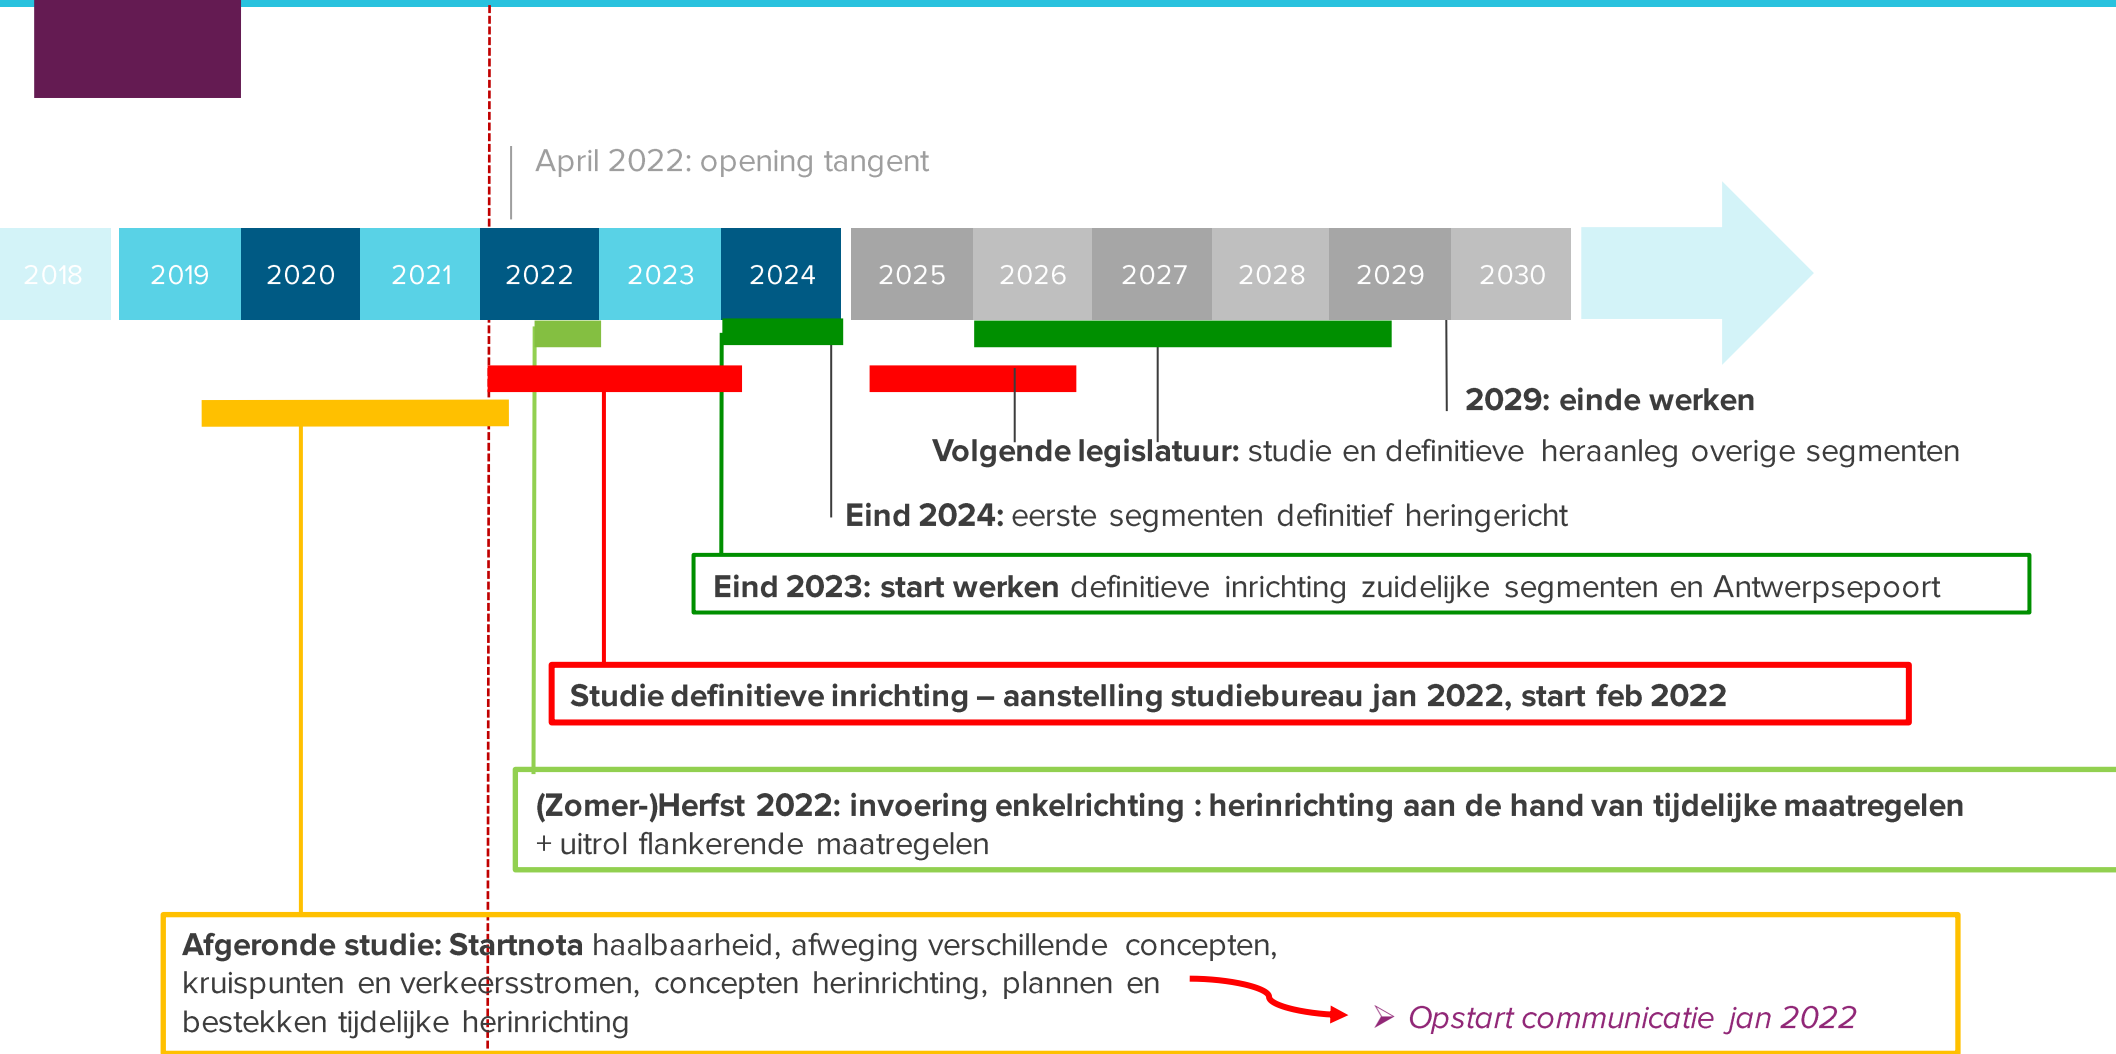 April 2022: opening tangent
2018 2019 2020 2021 2022 2023 2024 2025 2026 2027 2028 2029 2030
2029: einde werken
Volgende legislatuur: studie en definitieve heraanleg overige segmenten
Eind 2024: eerste segmenten definitief heringericht
Eind 2023: start werken definitieve inrichting zuidelijke segmenten en Antwerpsepoort
Studie definitieve inrichting – aanstelling studiebureau jan 2022, start feb 2022
(Zomer-)Herfst 2022: invoering enkelrichting : herinrichting aan de hand van tijdelijke maatregelen
+ uitrol flankerende maatregelen
Afgeronde studie: Startnota haalbaarheid, afweging verschillende concepten,
kruispunten en verkeersstromen, concepten herinrichting, plannen en
bestekken tijdelijke herinrichting
➢ Opstart communicatie jan 2022